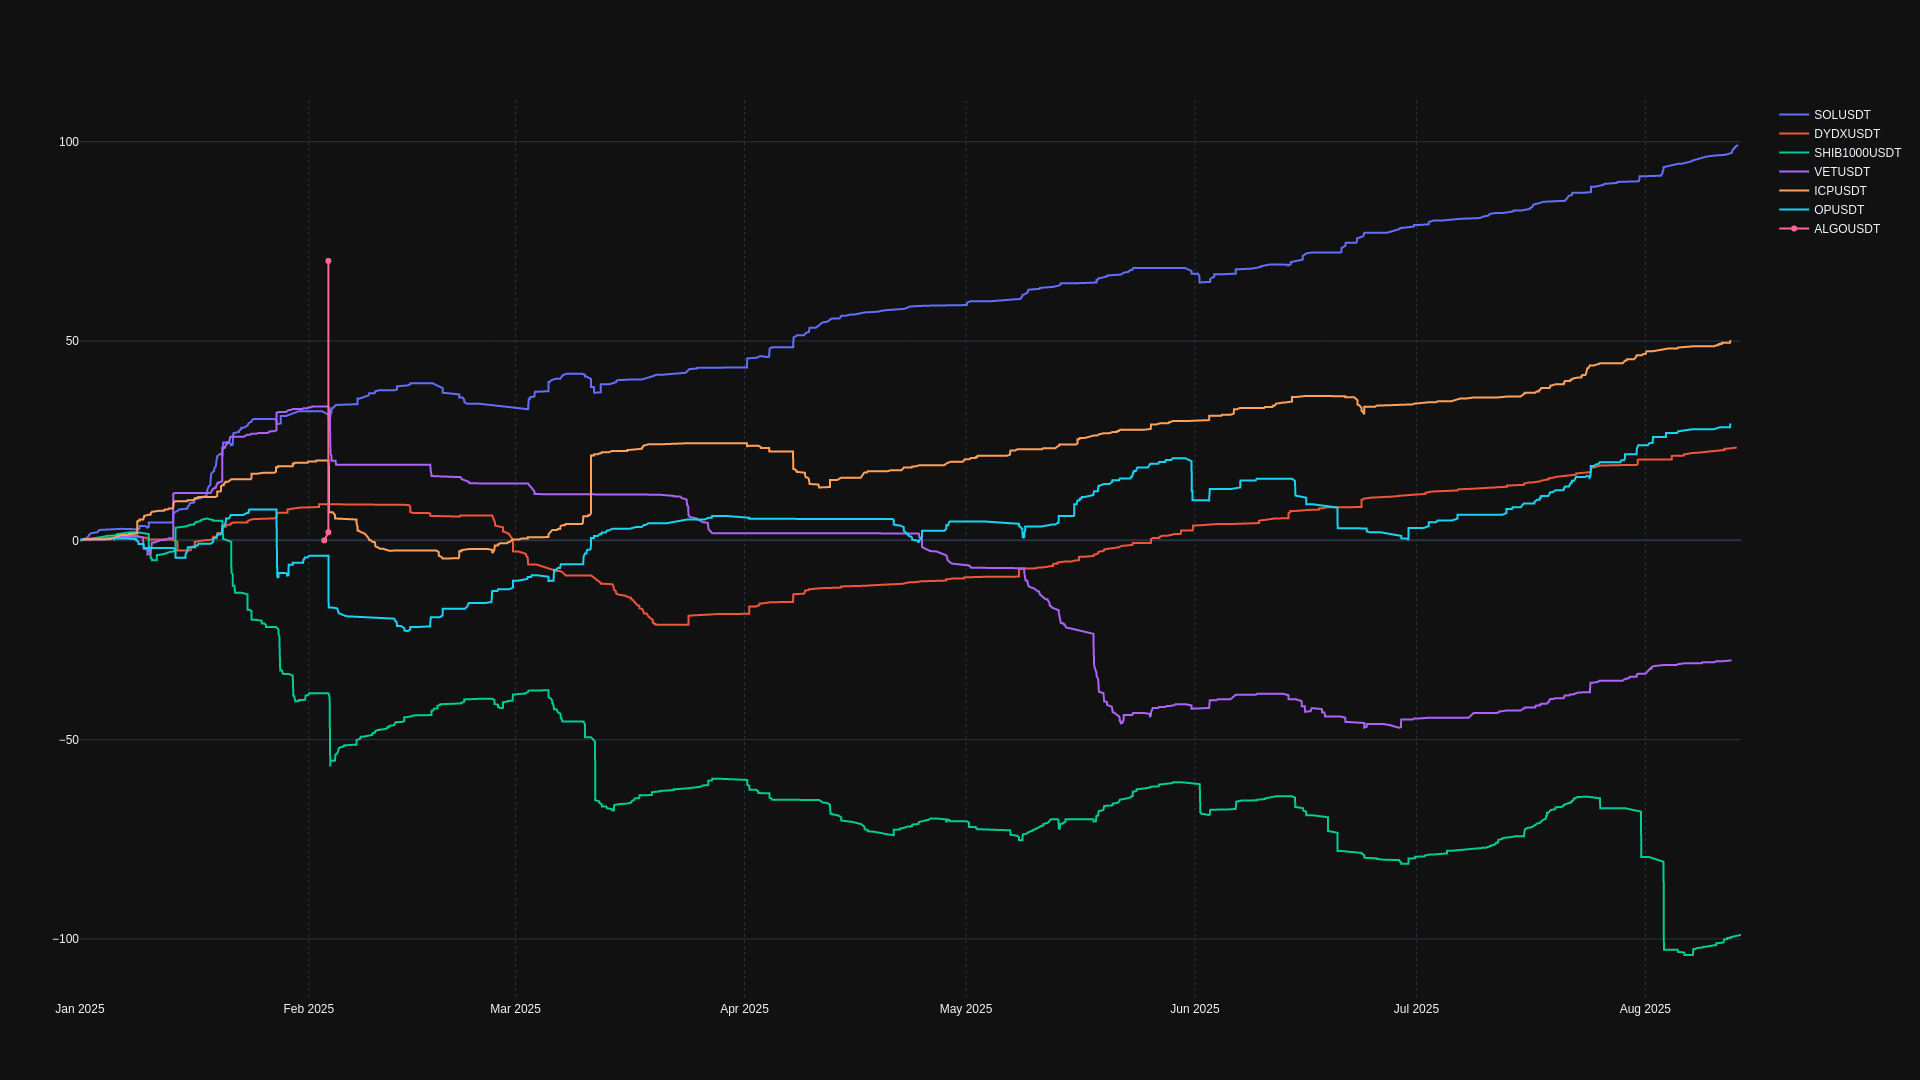 SOLUSDT
DYDXUSDT
SHIB1000USDT
VETUSDT
ICPUSDT
OPUSDT
ALGOUSDT
100
50
0
−50
−100
Jan 2025 Feb 2025 Mar 2025 Apr 2025 May 2025 Jun 2025 Jul 2025 Aug 2025